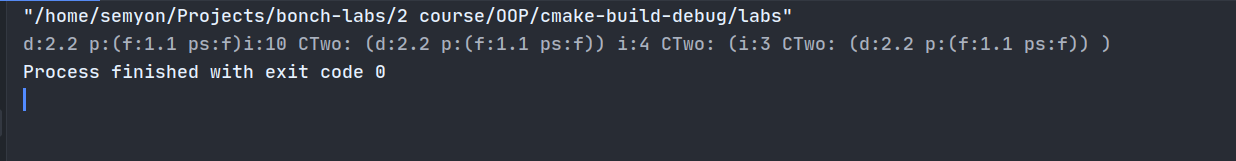 "/home/semyon/Projects/bonch-labs/2 course/OOP/cmake-build-debug/labs"
d:2.2 p:(f:1.1 ps:f)i:10 CTwo: (d:2.2 p:(f:1.1 ps:f)) i:4 CTwo: (i:3 CTwo: (d:2.2 p:(f:1.1 ps:f)) )
Process finished with exit code 0